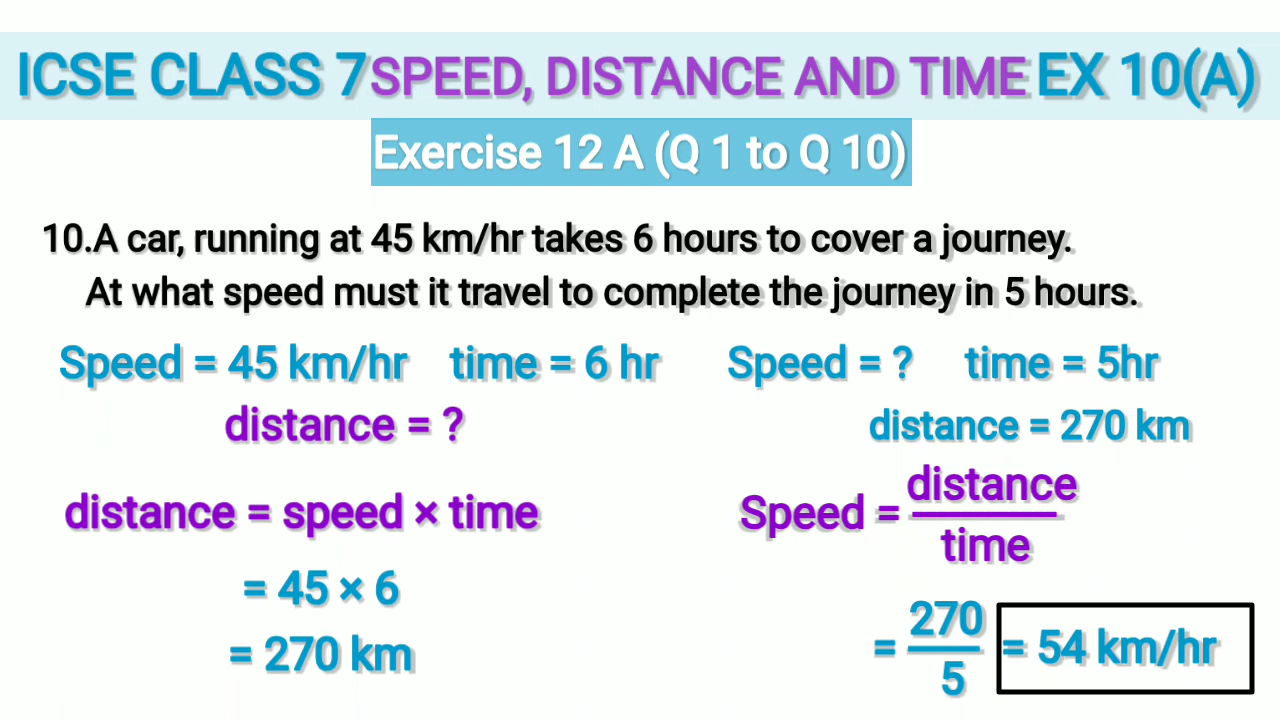 ICSE CLASS 7 SPEED, DISTANCE AND TIME EX 10(A)
Exercise 12 A (Q 1 to Q 10)
10.A car, running at 45 km/hr takes 6 hours to cover a journey.
At what speed must it travel to complete the journey in 5 hours.
Speed = 45 km/hr time = 6 hr
distance = ?
distance = speed × time
= 45 × 6
= 270 km
Speed = ? time = 5hr
distance = 270 km
Speed = distance
time
= 270
5
= 54 km/hr